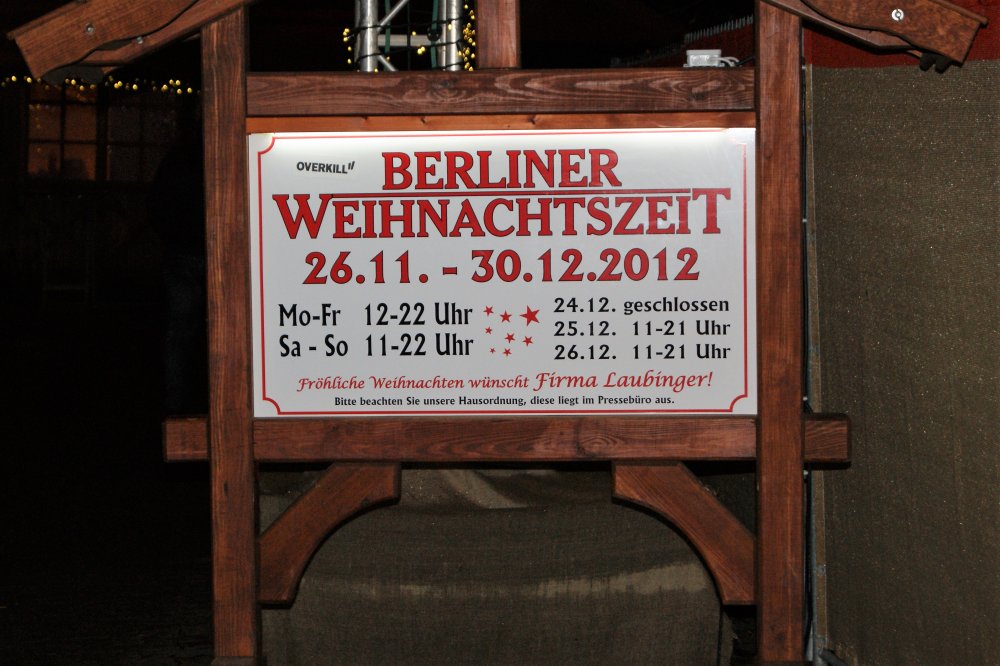 OVERKILL
BERLINER
WEIHNACHTSZEIT
26.11. - 30.12.2012
Mo-Fr 12-22 Uhr
Sa - So 11-22 Uhr
24.12. geschlossen
25.12. 11-21 Uhr
26.12. 11-21 Uhr
Fröhliche Weihnachten wünscht Firma Laubinger!
Bitte beachten Sie unsere Hausordnung, diese liegt im Pressebüro aus.